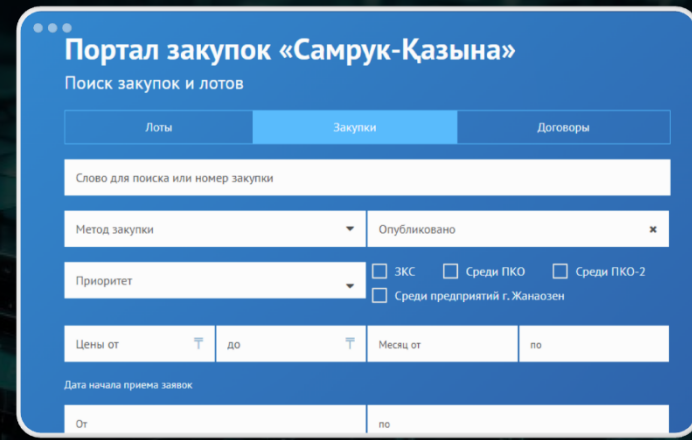 Портал закупок «Самрук-Қазына»
Поиск закупок и лотов
Лоты Закупки Договоры
Слово для поиска или номер закупки
Метод закупки Опубликовано
Приоритет ЗКС Среди ПКО Среди ПКО-2
Среди предприятий г. Жанаозен
Цены от ₸ до ₸ Месяц от по
Дата начала приема заявок
От по